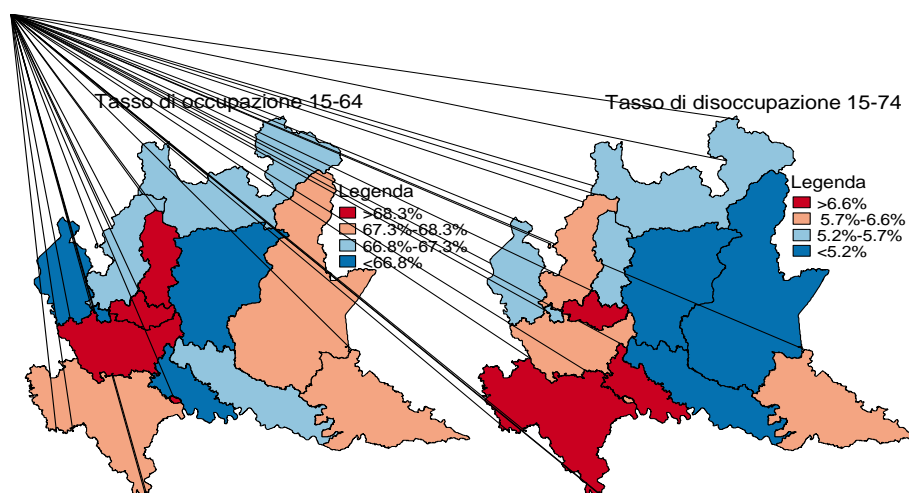 Tasso di occupazione 15-64
Legenda
>68.3%
67.3%-68.3%
66.8%-67.3%
<66.8%
Tasso di disoccupazione 15-74
Legenda
>6.6%
5.7%-6.6%
5.2%-5.7%
<5.2%